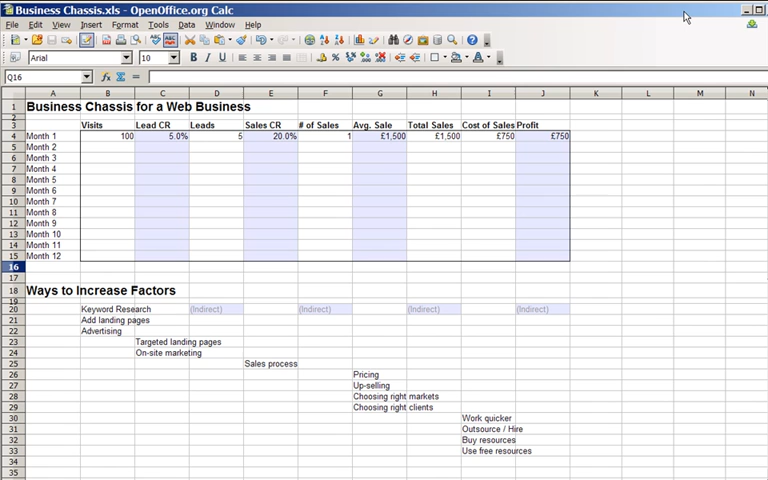 Business Chassis.xls - OpenOffice.org Calc
File Edit View Insert Format Tools Data Window Help
Arial 10
Q16
A B C D E F G H I J K L M N
1 Business Chassis for a Web Business
2
3 Visits Lead CR Leads Sales CR # of Sales Avg. Sale Total Sales Cost of Sales Profit
4 Month 1 100 5.0% 5 20.0% 1 £1,500 £1,500 £750 £750
5 Month 2
6 Month 3
7 Month 4
8 Month 5
9 Month 6
10 Month 7
11 Month 8
12 Month 9
13 Month 10
14 Month 11
15 Month 12
16
17
18 Ways to Increase Factors
19
20 Keyword Research (Indirect) (Indirect) (Indirect) (Indirect)
21 Add landing pages
22 Advertising
23 Targeted landing pages
24 On-site marketing
25 Sales process
26 Pricing
27 Up-selling
28 Choosing right markets
29 Choosing right clients
30 Work quicker
31 Outsource / Hire
32 Buy resources
33 Use free resources
34
35